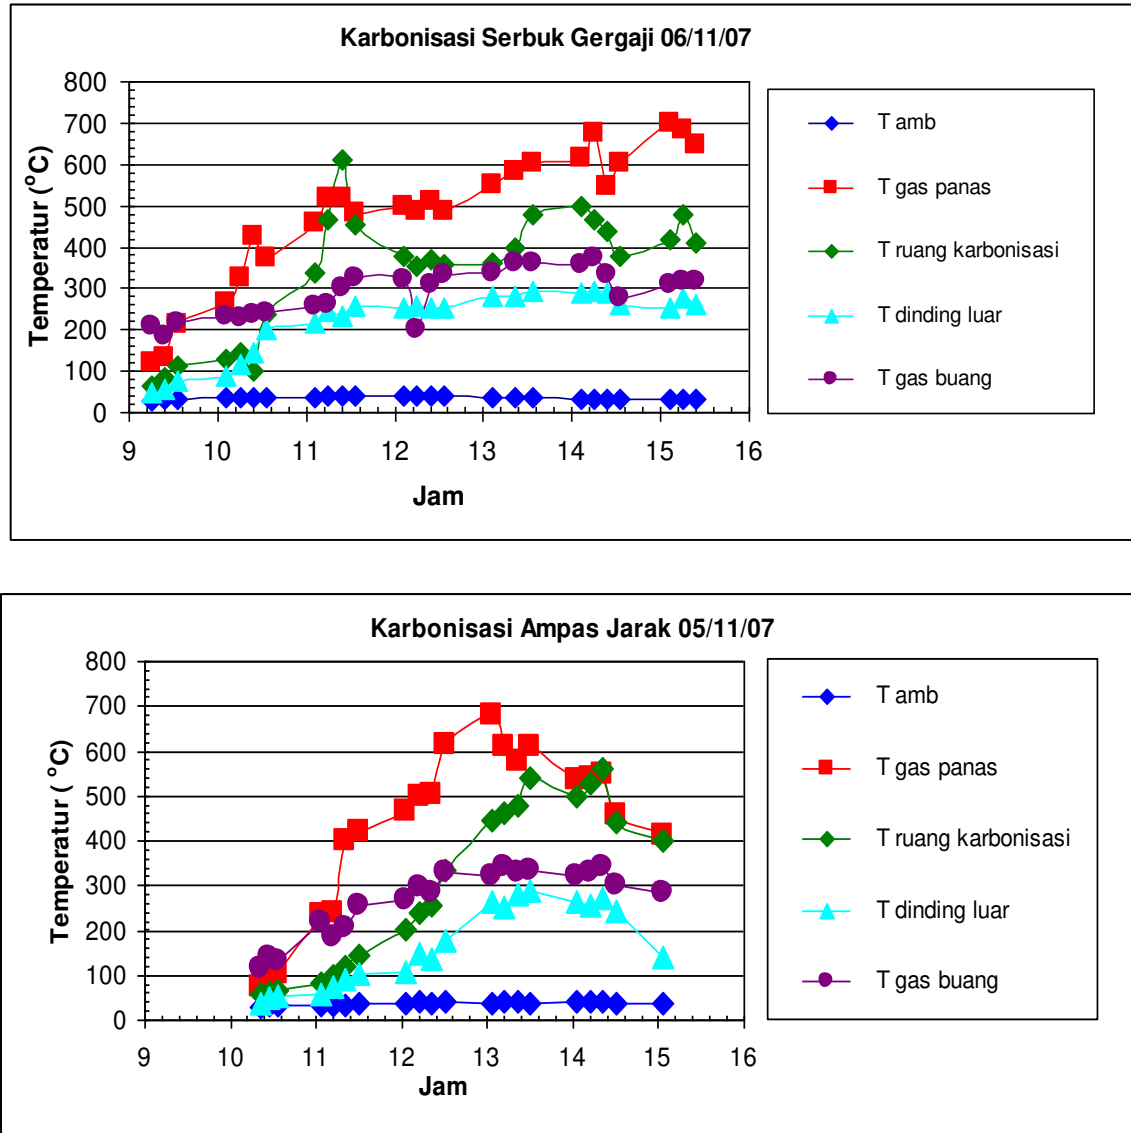 Karbonisasi Serbuk Gergaji 06/11/07
800
700
600
500
400
300
200
100
0
Temperatur (°C)
9 10 11 12 13 14 15 16
Jam
T amb
T gas panas
T ruang karbonisasi
T dinding luar
T gas buang
Karbonisasi Ampas Jarak 05/11/07
800
700
600
500
400
300
200
100
0
Temperatur ( °C)
9 10 11 12 13 14 15 16
Jam
T amb
T gas panas
T ruang karbonisasi
T dinding luar
T gas buang